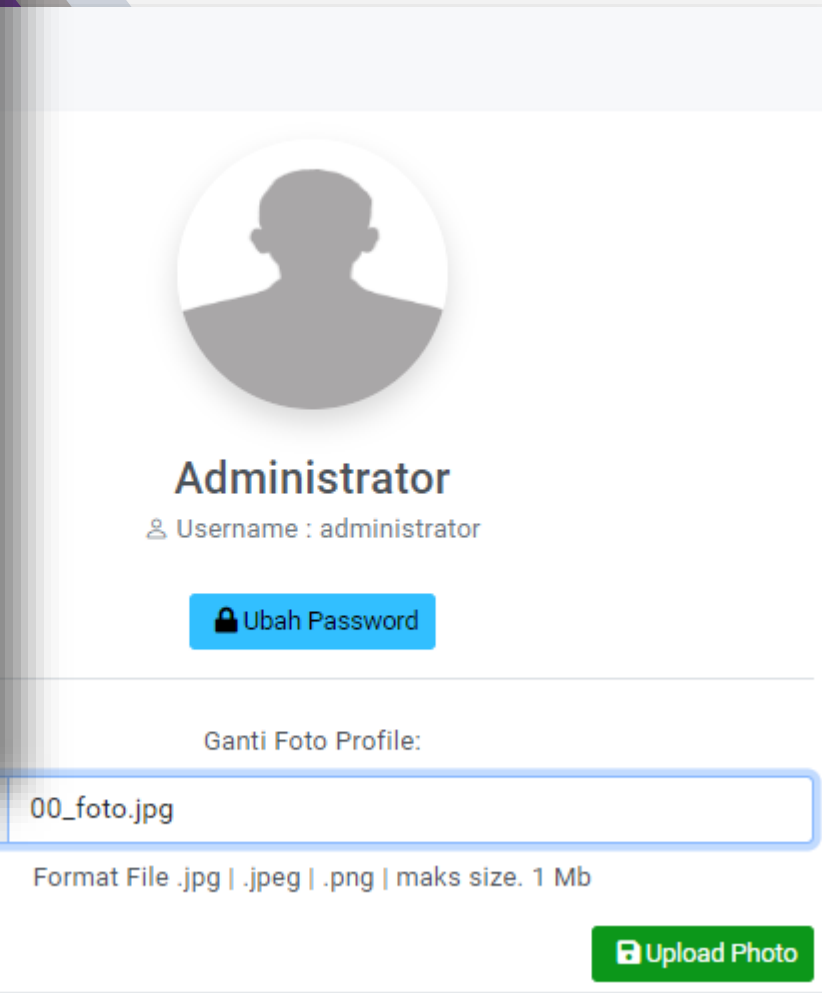 Administrator
Username : administrator
Ubah Password
Ganti Foto Profile:
00_foto.jpg
Format File .jpg | .jpeg | .png | maks size. 1 Mb
Upload Photo